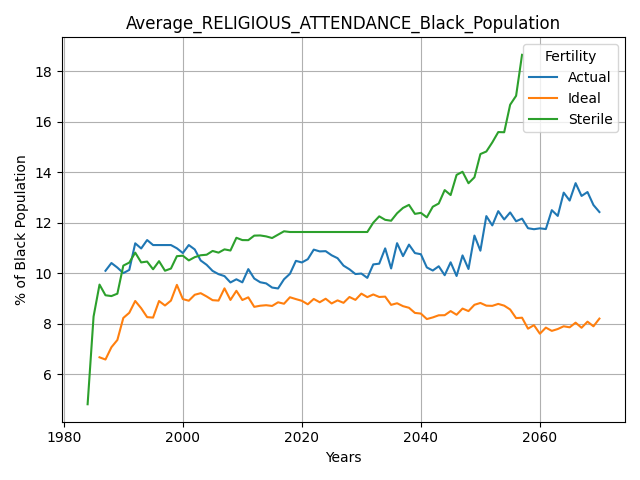 Average_RELIGIOUS_ATTENDANCE_Black_Population
Fertility
Actual
Ideal
Sterile
% of Black Population
18
16
14
12
10
8
6
1980 2000 2020 2040 2060
Years